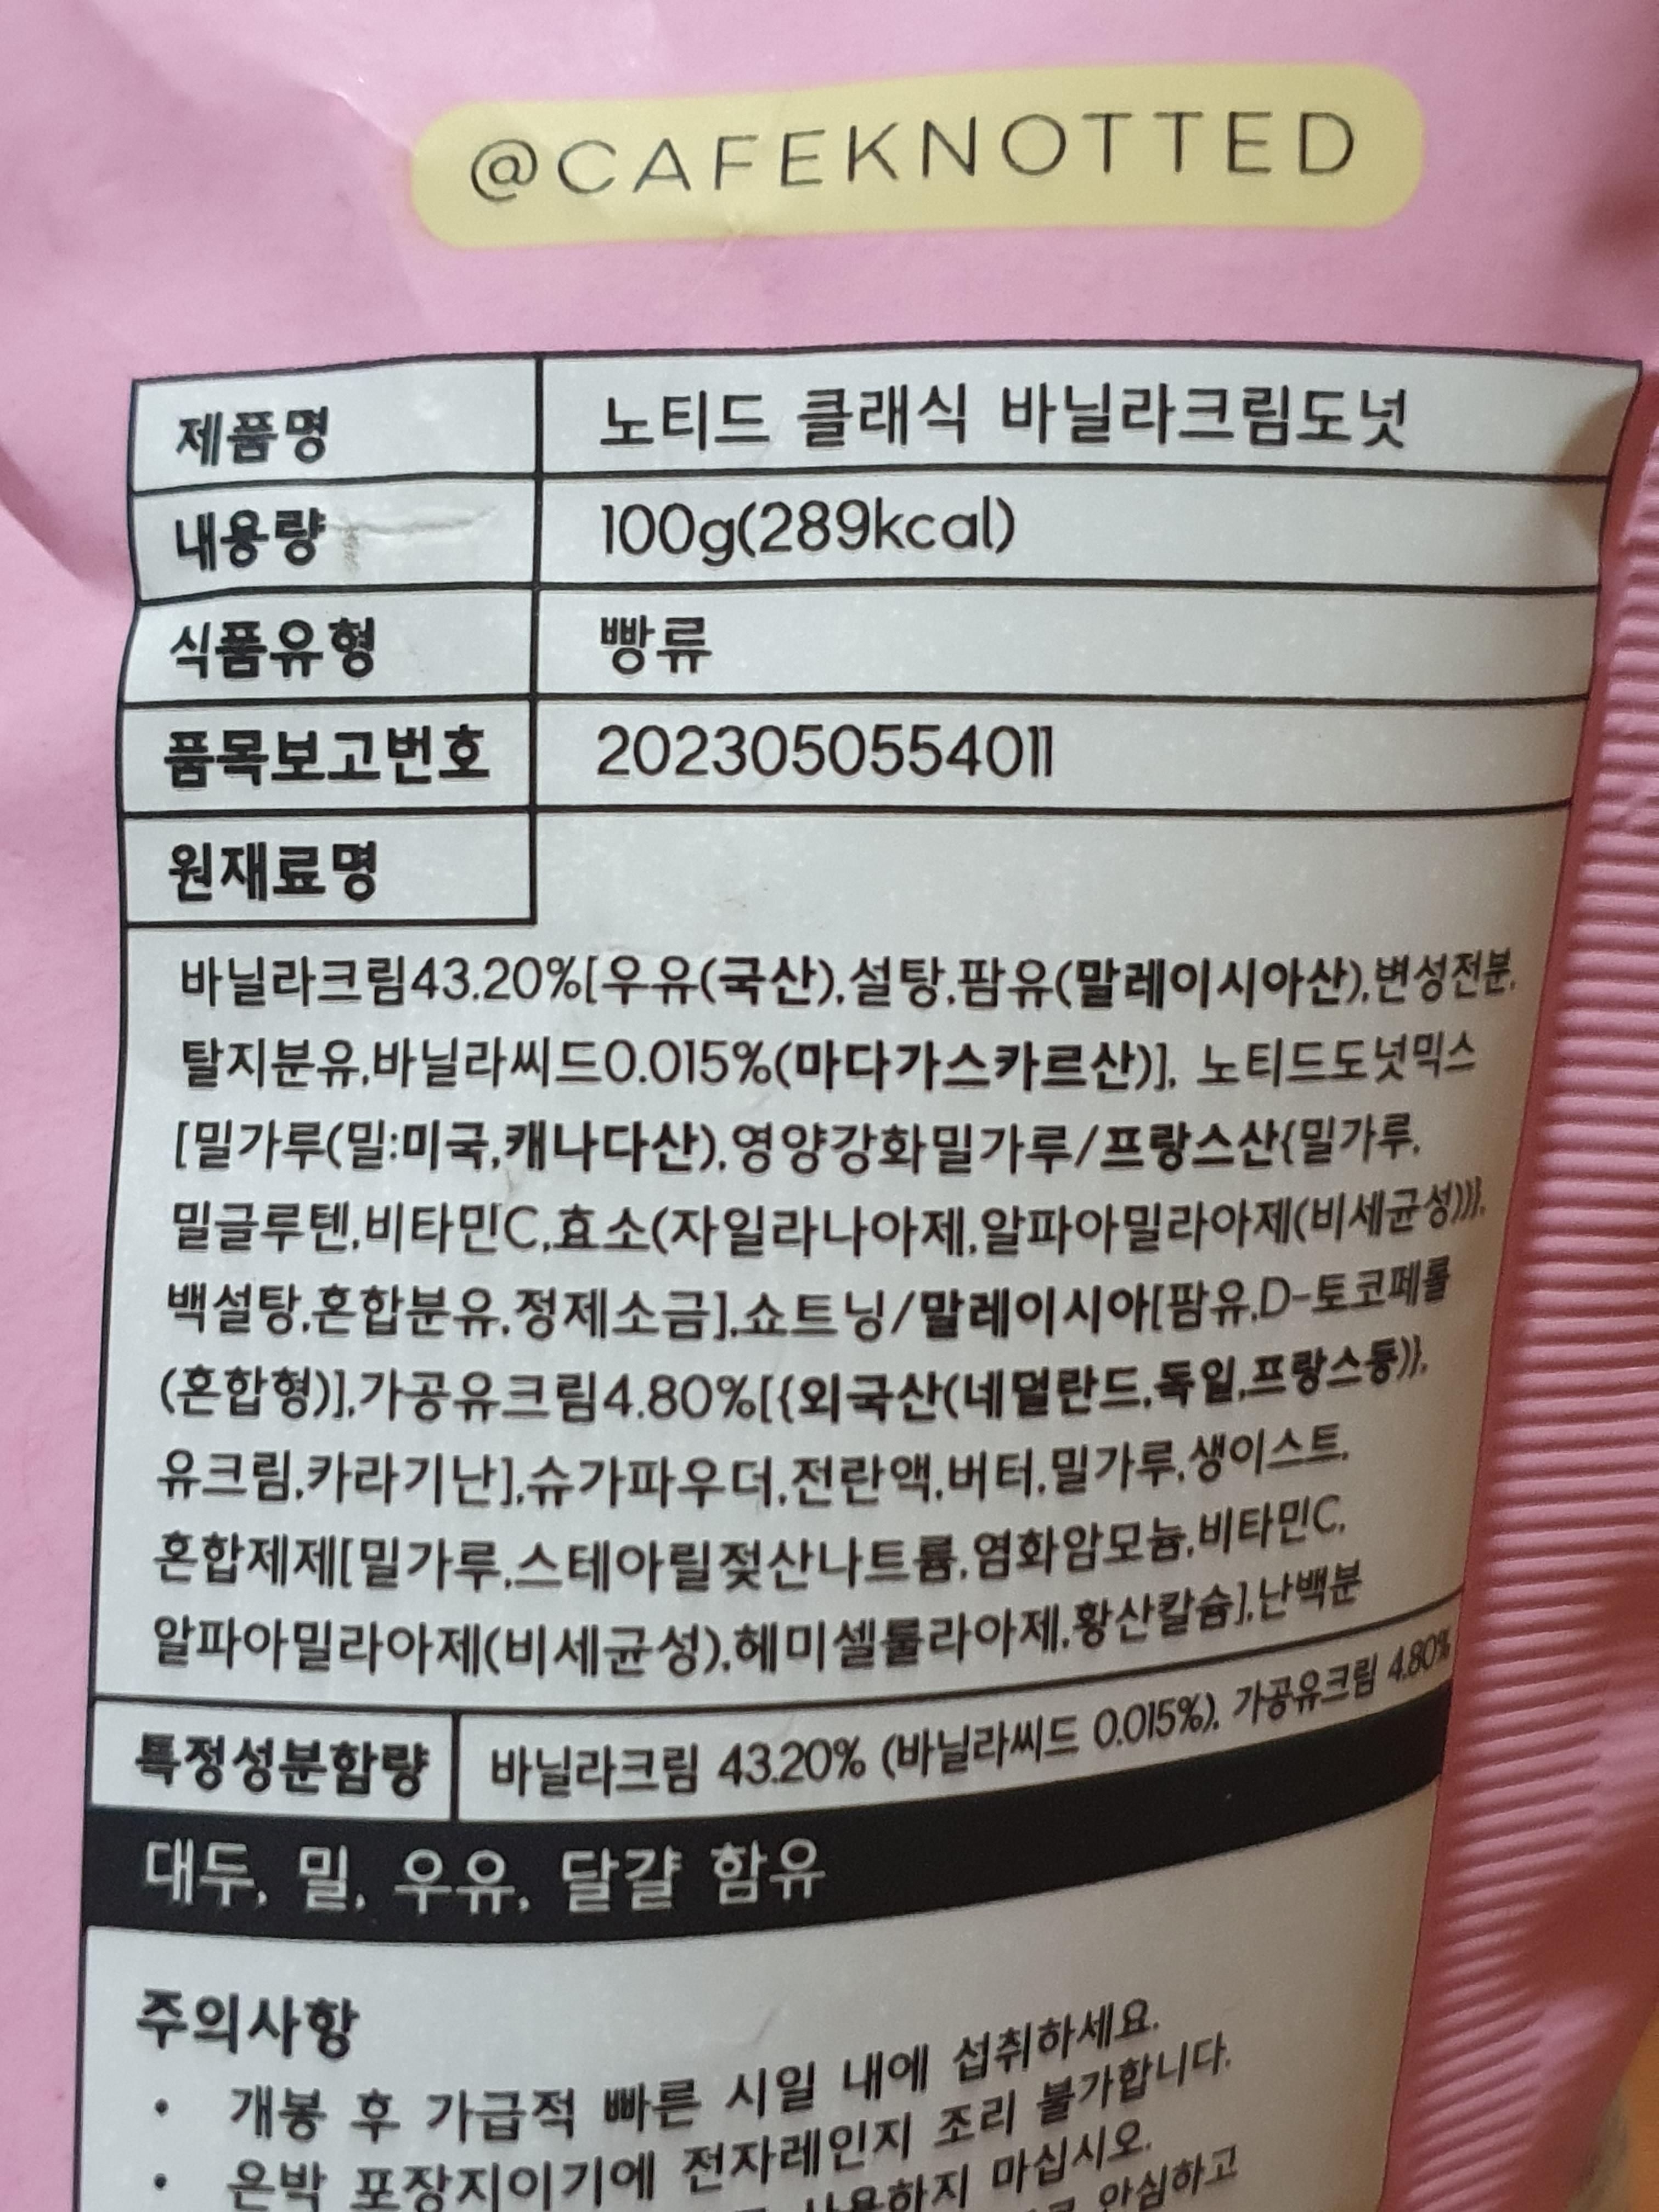 @CAFEKNOTTED
제품명 노티드 클래식 바닐라크림도넛
내용량 100g(289kcal)
식품유형 빵류
품목보고번호 2023050554011
원재료명
바닐라크림43.20%[우유(국산),설탕,팜유(말레이시아산),변성전분,
탈지분유,바닐라씨드0.015%(마다가스카르산)], 노티드도넛믹스
[밀가루(밀:미국,캐나다산),영양강화밀가루/프랑스산{밀가루,
밀글루텐,비타민C,효소(자일라나아제,알파아밀라아제(비세균성))},
백설탕,혼합분유,정제소금],쇼트닝/말레이시아[팜유,D-토코페롤
(혼합형)],가공유크림4.80%[{외국산(네덜란드,독일,프랑스등)},
유크림,카라기난],슈가파우더,전란액,버터,밀가루,생이스트,
혼합제제[밀가루,스테아릴젖산나트륨,염화암모늄,비타민C,
알파아밀라아제(비세균성),헤미셀룰라아제,황산칼슘],난백분
특정성분함량 바닐라크림 43.20% (바닐라씨드 0.015%), 가공유크림 4.80%
대두, 밀, 우유, 달걀 함유
주의사항
• 개봉 후 가급적 빠른 시일 내에 섭취하세요.
• 은박 포장지이기에 전자레인지 조리 불가합니다.
사용하지 마십시오.
안심하고